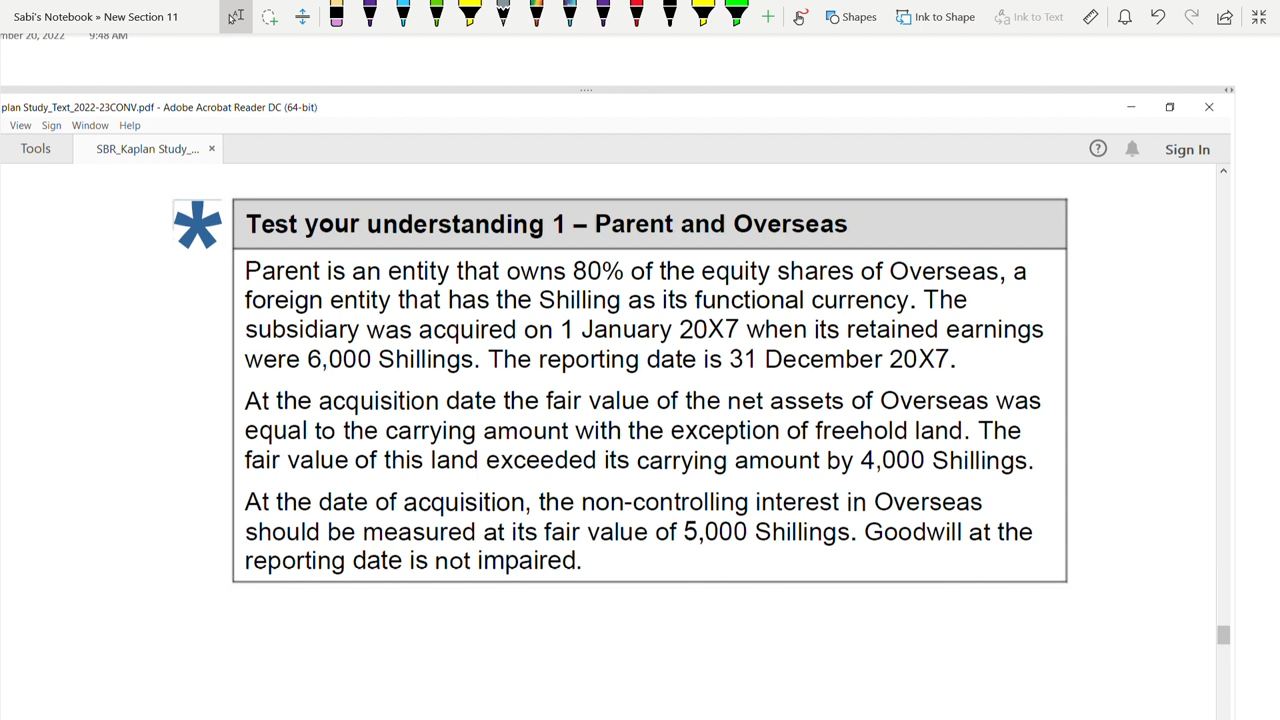 Sabi's Notebook » New Section 11
Shapes
Ink to Shape
Ink to Text
mber 20, 2022 9:48 AM
plan Study_Text_2022-23CONV.pdf - Adobe Acrobat Reader DC (64-bit)
View Sign Window Help
Tools
SBR_Kaplan Study_...
Sign In
Test your understanding 1 – Parent and Overseas
Parent is an entity that owns 80% of the equity shares of Overseas, a
foreign entity that has the Shilling as its functional currency. The
subsidiary was acquired on 1 January 20X7 when its retained earnings
were 6,000 Shillings. The reporting date is 31 December 20X7.
At the acquisition date the fair value of the net assets of Overseas was
equal to the carrying amount with the exception of freehold land. The
fair value of this land exceeded its carrying amount by 4,000 Shillings.
At the date of acquisition, the non-controlling interest in Overseas
should be measured at its fair value of 5,000 Shillings. Goodwill at the
reporting date is not impaired.